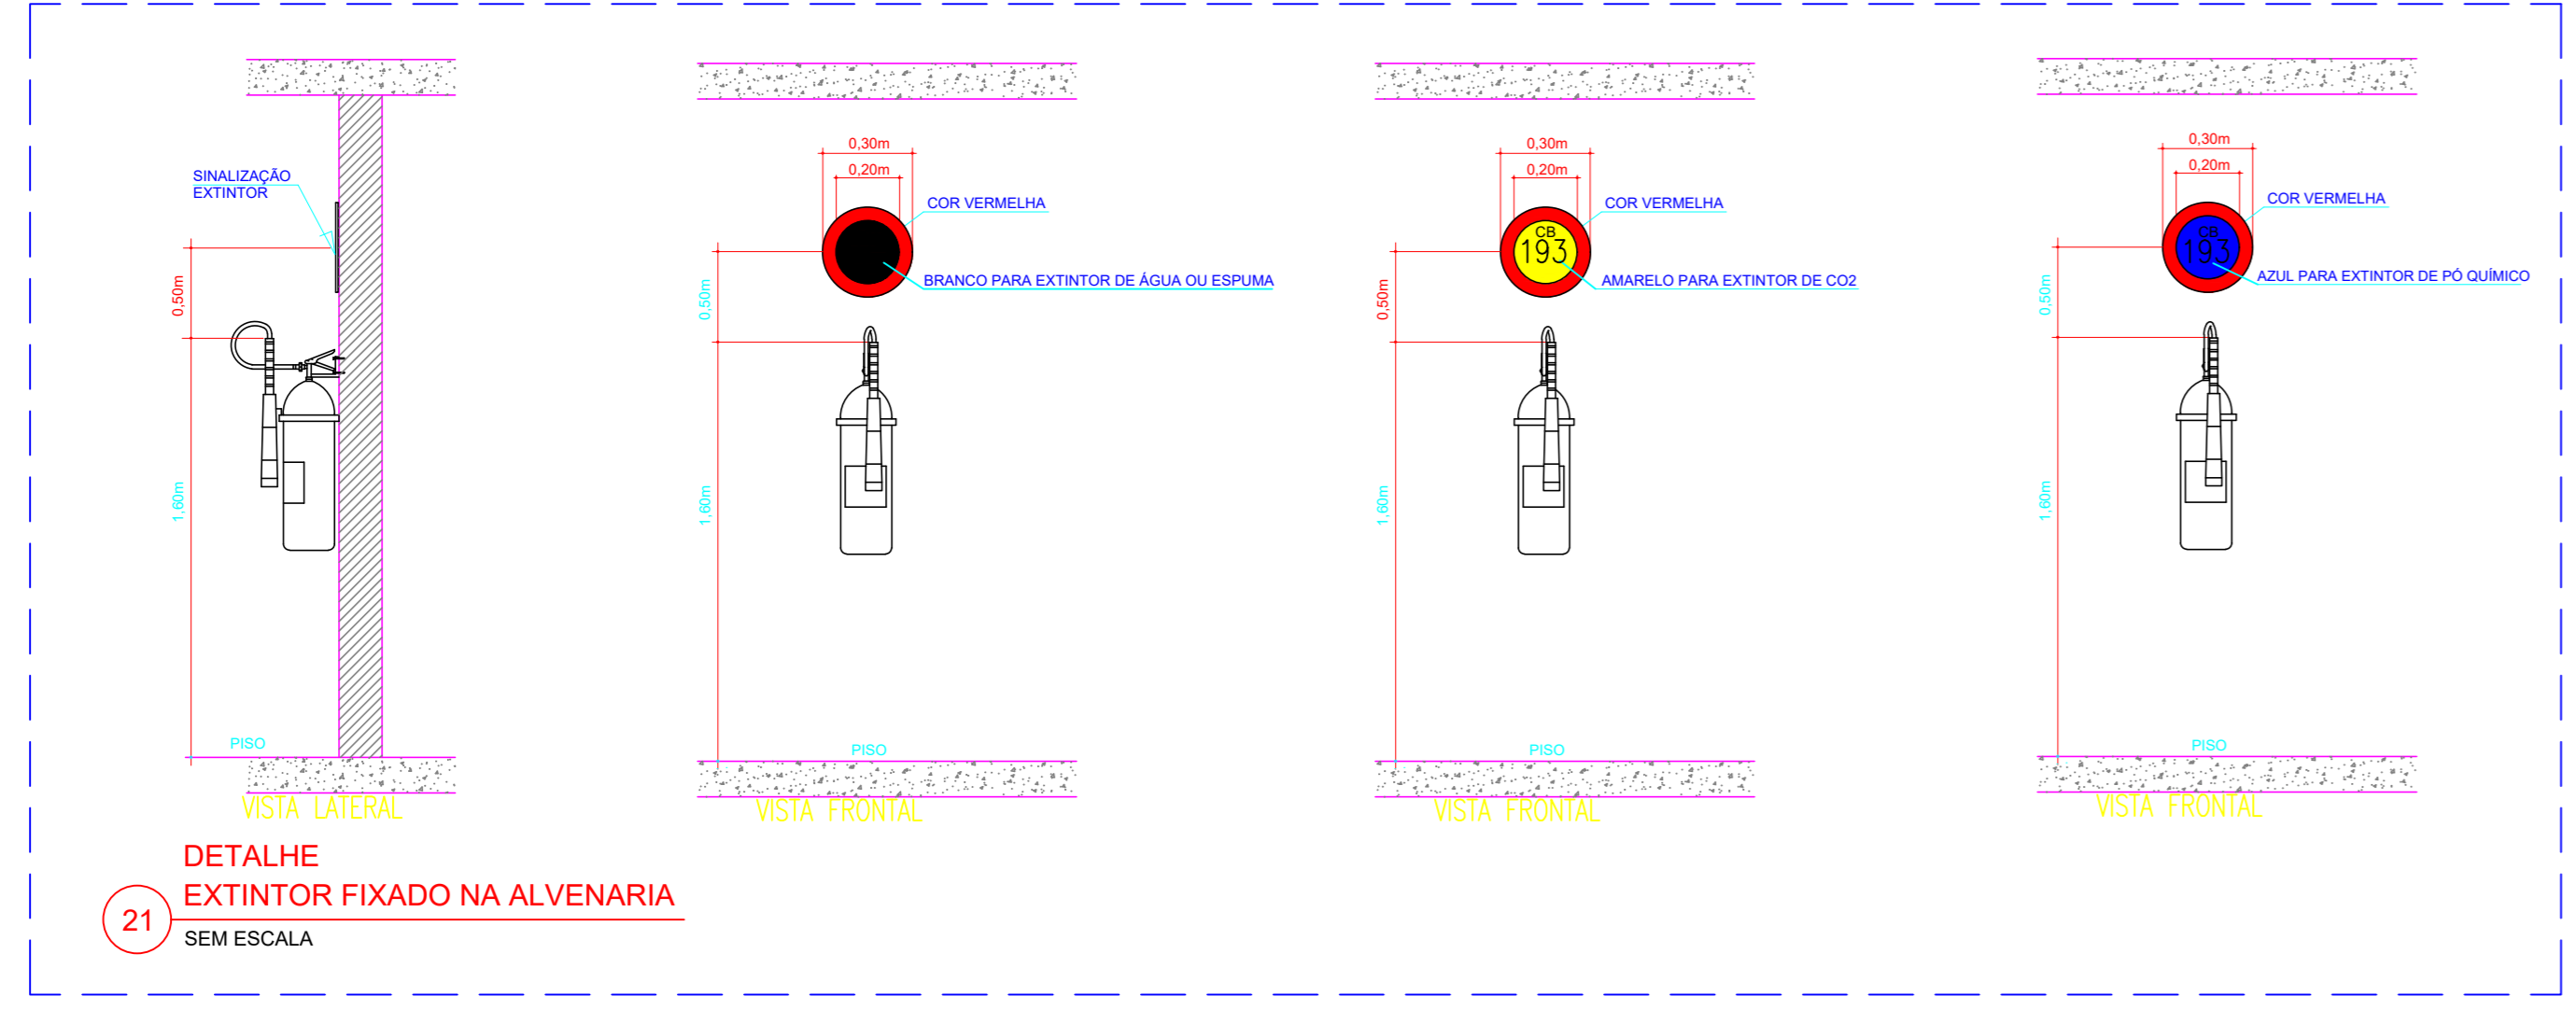 SINALIZAÇÃO
EXTINTOR
0,50m
1,60m
PISO
VISTA LATERAL
0,30m
0,20m
COR VERMELHA
BRANCO PARA EXTINTOR DE ÁGUA OU ESPUMA
0,50m
1,60m
PISO
VISTA FRONTAL
0,30m
0,20m
COR VERMELHA
CB
193
AMARELO PARA EXTINTOR DE CO2
0,50m
1,60m
PISO
VISTA FRONTAL
0,30m
0,20m
COR VERMELHA
CB
193
AZUL PARA EXTINTOR DE PÓ QUÍMICO
0,50m
1,60m
PISO
VISTA FRONTAL
DETALHE
EXTINTOR FIXADO NA ALVENARIA
21
SEM ESCALA